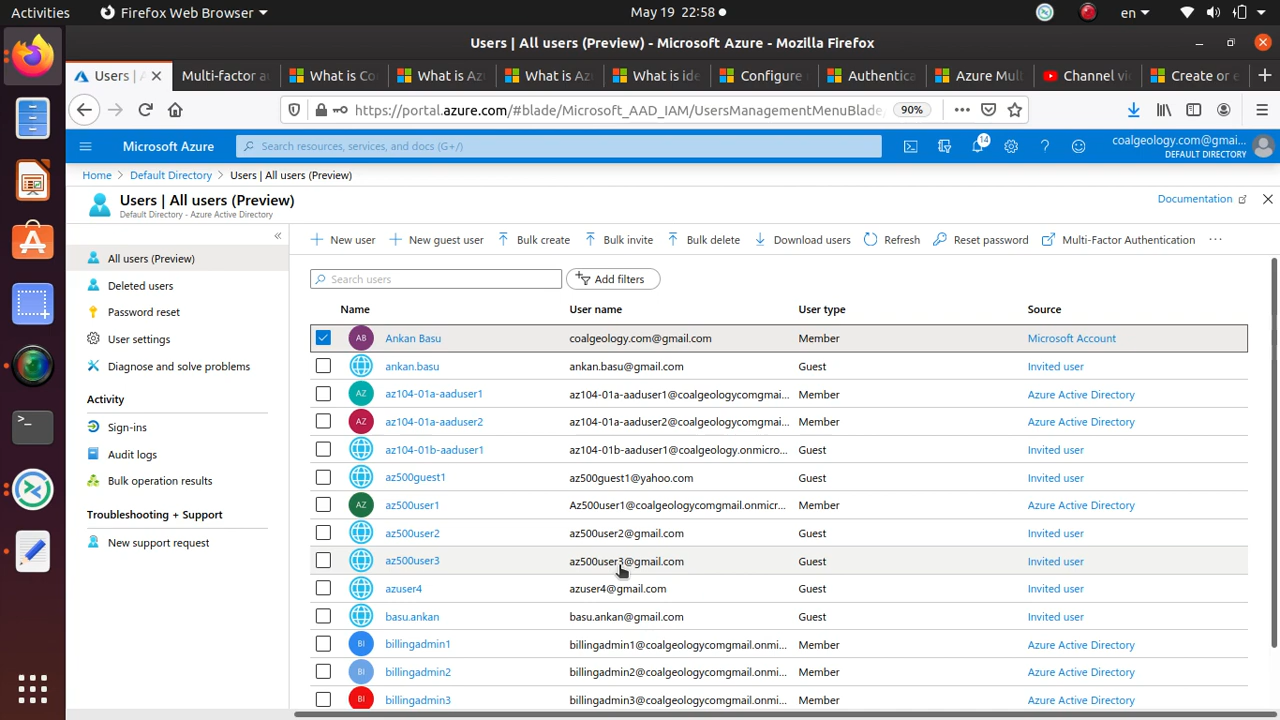 Activities
Firefox Web Browser
May 19 22:58
en
Users | All users (Preview) - Microsoft Azure - Mozilla Firefox
Users | A
Multi-factor au
What is Co
What is Az
What is Az
What is ide
Configure
Authentica
Azure Mult
Channel vi
Create or e
https://portal.azure.com/#blade/Microsoft_AAD_IAM/UsersManagementMenuBlade
90%
Microsoft Azure
Search resources, services, and docs (G+/)
14
coalgeology.com@gmai...
DEFAULT DIRECTORY
Home
Default Directory
Users | All users (Preview)
Users | All users (Preview)
Default Directory - Azure Active Directory
Documentation
All users (Preview)
Deleted users
Password reset
User settings
Diagnose and solve problems
Activity
Sign-ins
Audit logs
Bulk operation results
Troubleshooting + Support
New support request
New user
New guest user
Bulk create
Bulk invite
Bulk delete
Download users
Refresh
Reset password
Multi-Factor Authentication
Search users
Add filters
Name User name User type Source
AB Ankan Basu coalgeology.com@gmail.com Member Microsoft Account
ankan.basu ankan.basu@gmail.com Guest Invited user
AZ az104-01a-aaduser1 az104-01a-aaduser1@coalgeologycomgmai... Member Azure Active Directory
AZ az104-01a-aaduser2 az104-01a-aaduser2@coalgeologycomgmai... Member Azure Active Directory
az104-01b-aaduser1 az104-01b-aaduser1@coalgeology.onmicro... Guest Invited user
az500guest1 az500guest1@yahoo.com Guest Invited user
AZ az500user1 Az500user1@coalgeologycomgmail.onmicr... Member Azure Active Directory
az500user2 az500user2@gmail.com Guest Invited user
az500user3 az500user3@gmail.com Guest Invited user
azuser4 azuser4@gmail.com Guest Invited user
basu.ankan basu.ankan@gmail.com Guest Invited user
BI billingadmin1 billingadmin1@coalgeologycomgmail.onmi... Member Azure Active Directory
BI billingadmin2 billingadmin2@coalgeologycomgmail.onmi... Member Azure Active Directory
BI billingadmin3 billingadmin3@coalgeologycomgmail.onmi... Member Azure Active Directory